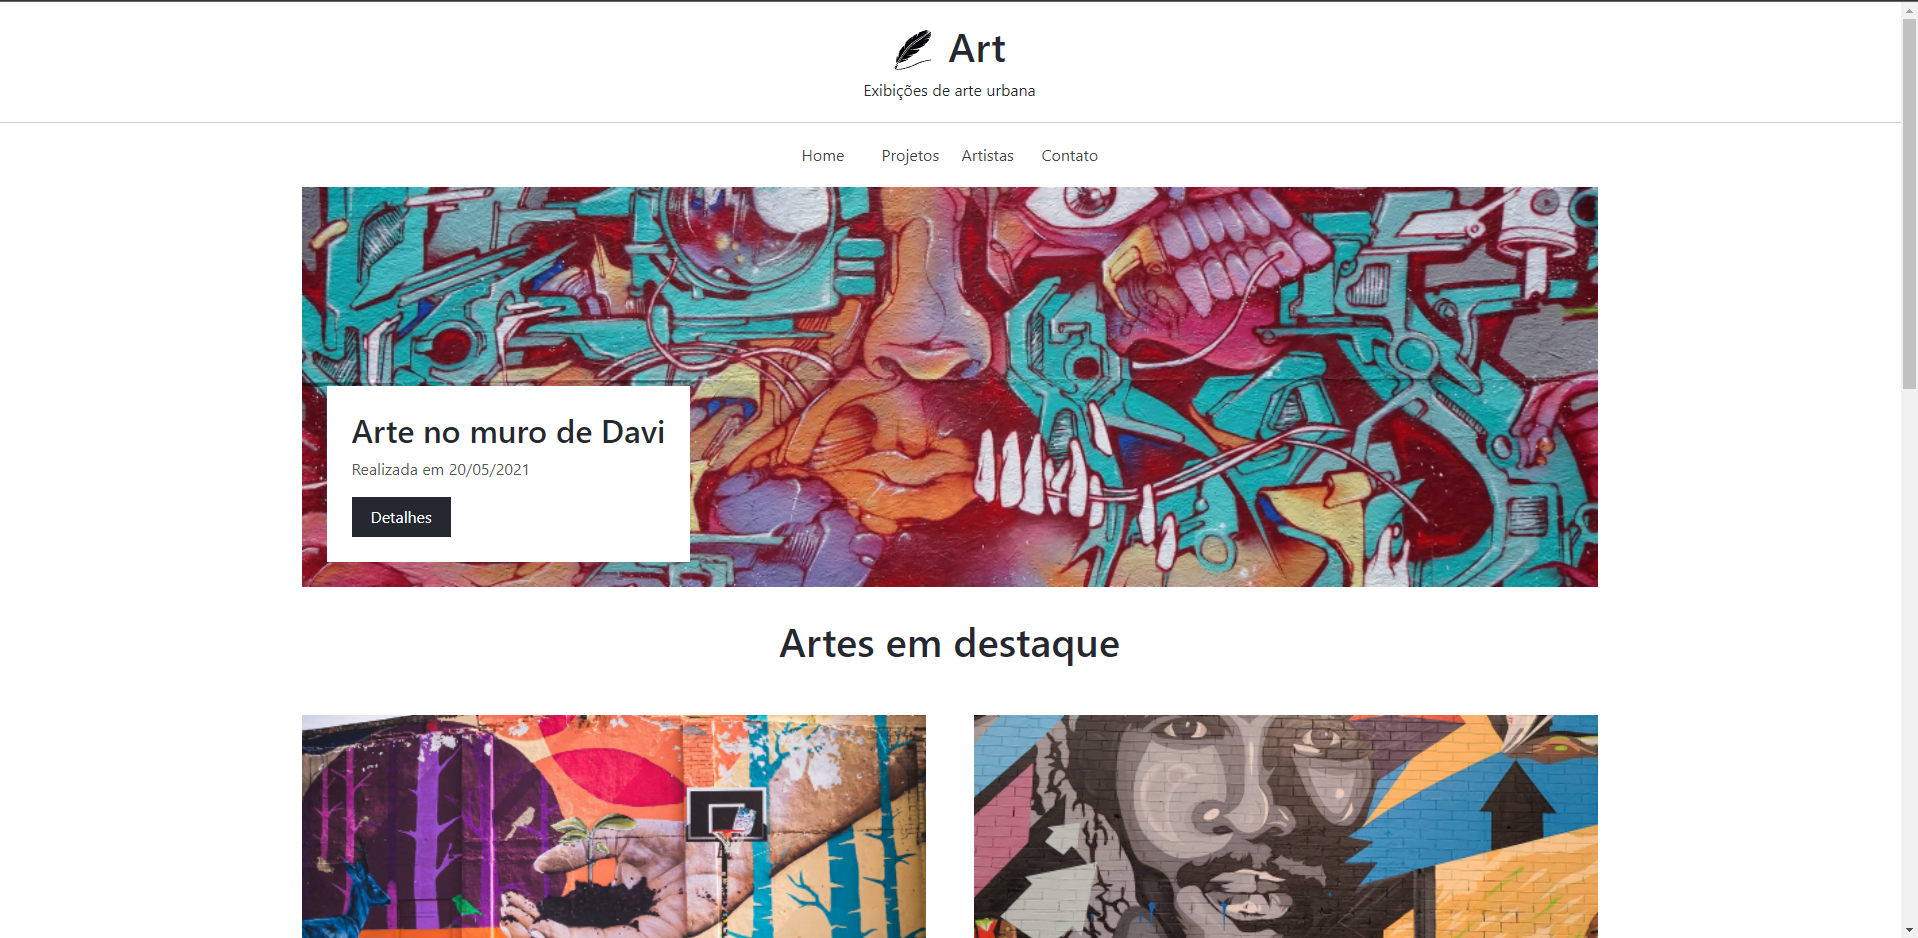 Art
Exibições de arte urbana
Home Projetos Artistas Contato
Arte no muro de Davi
Realizada em 20/05/2021
Detalhes
Artes em destaque